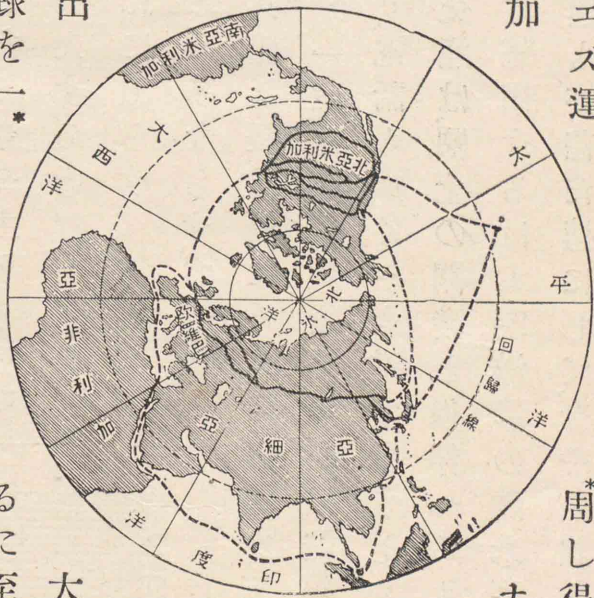 エス運
周し得
加
南亞米利加
北亞米利加
大西洋
太平洋
北氷洋
回歸線
歐羅巴
亞非利加
亞細亞
印度洋
出
大
球を一*
るに至